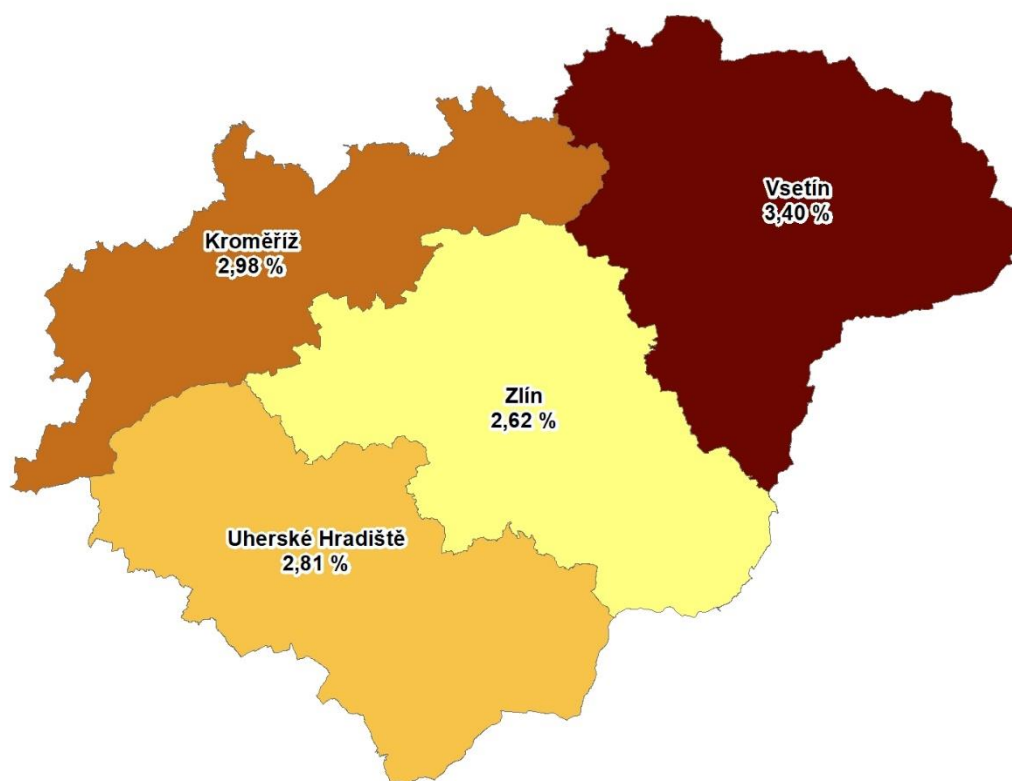 Vsetín
3,40 %
Kroměříž
2,98 %
Zlín
2,62 %
Uherské Hradiště
2,81 %